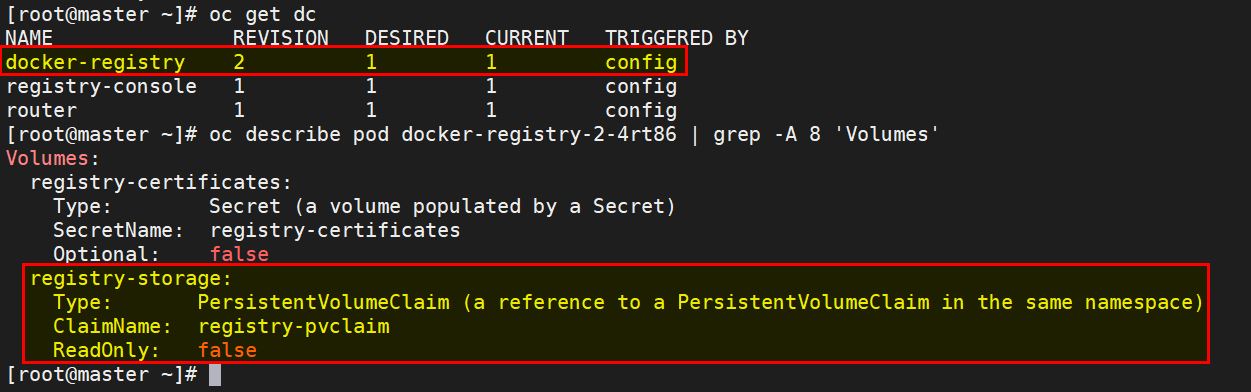 [root@master ~]# oc get dc
NAME               REVISION   DESIRED   CURRENT   TRIGGERED BY
docker-registry    2          1         1         config
registry-console   1          1         1         config
router             1          1         1         config
[root@master ~]# oc describe pod docker-registry-2-4rt86 | grep -A 8 'Volumes'
Volumes:
  registry-certificates:
    Type:        Secret (a volume populated by a Secret)
    SecretName:  registry-certificates
    Optional:    false
  registry-storage:
    Type:       PersistentVolumeClaim (a reference to a PersistentVolumeClaim in the same namespace)
    ClaimName:  registry-pvclaim
    ReadOnly:   false
[root@master ~]#